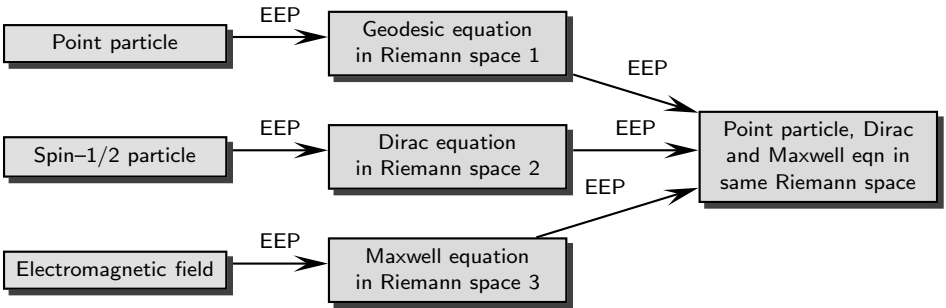 EEP
Point particle
Geodesic equation
in Riemann space 1
EEP
EEP
Spin–1/2 particle
Dirac equation
in Riemann space 2
EEP
Point particle, Dirac
and Maxwell eqn in
same Riemann space
EEP
EEP
Electromagnetic field
Maxwell equation
in Riemann space 3